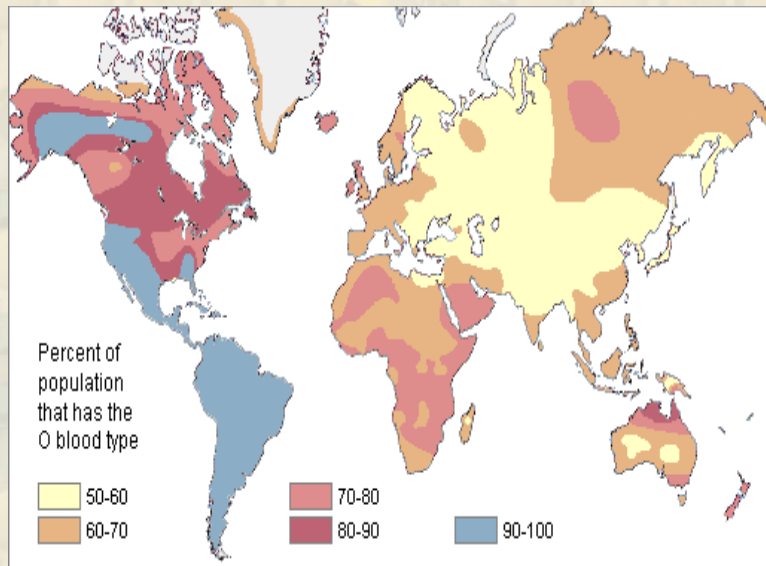 Percent of
population
that has the
O blood type
50-60
60-70
70-80
80-90
90-100